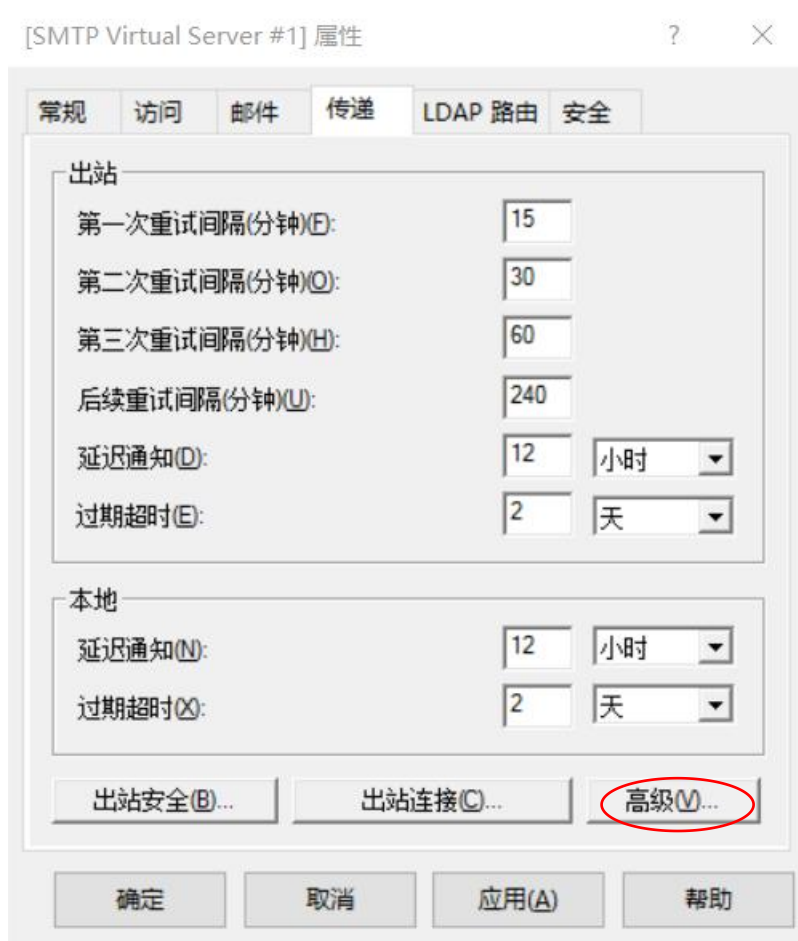 [SMTP Virtual Server #1] 属性 ? ×
常规 访问 邮件 传递 LDAP 路由 安全
出站
第一次重试间隔(分钟)(F): 15
第二次重试间隔(分钟)(O): 30
第三次重试间隔(分钟)(H): 60
后续重试间隔(分钟)(U): 240
延迟通知(D): 12 小时
过期超时(E): 2 天
本地
延迟通知(N): 12 小时
过期超时(X): 2 天
出站安全(B)... 出站连接(C)... 高级(V)...
确定 取消 应用(A) 帮助